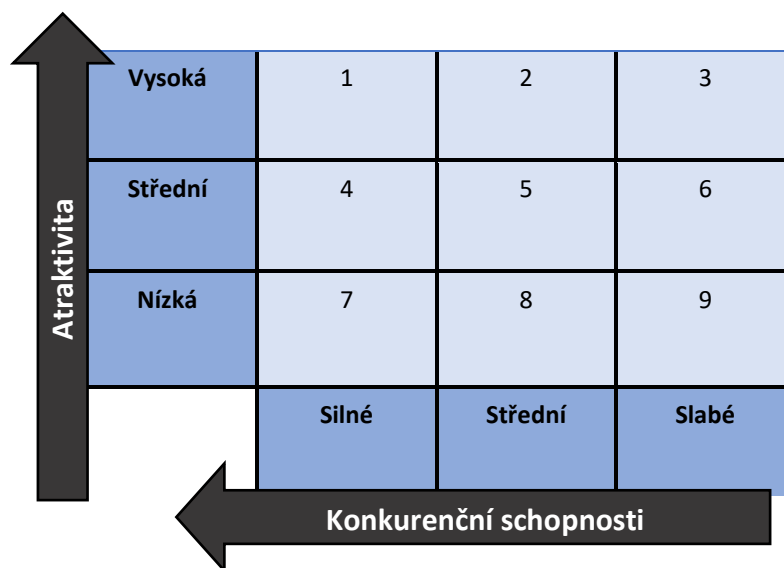 Atraktivita
Vysoká 1 2 3
Střední 4 5 6
Nízká 7 8 9
Silné Střední Slabé
Konkurenční schopnosti